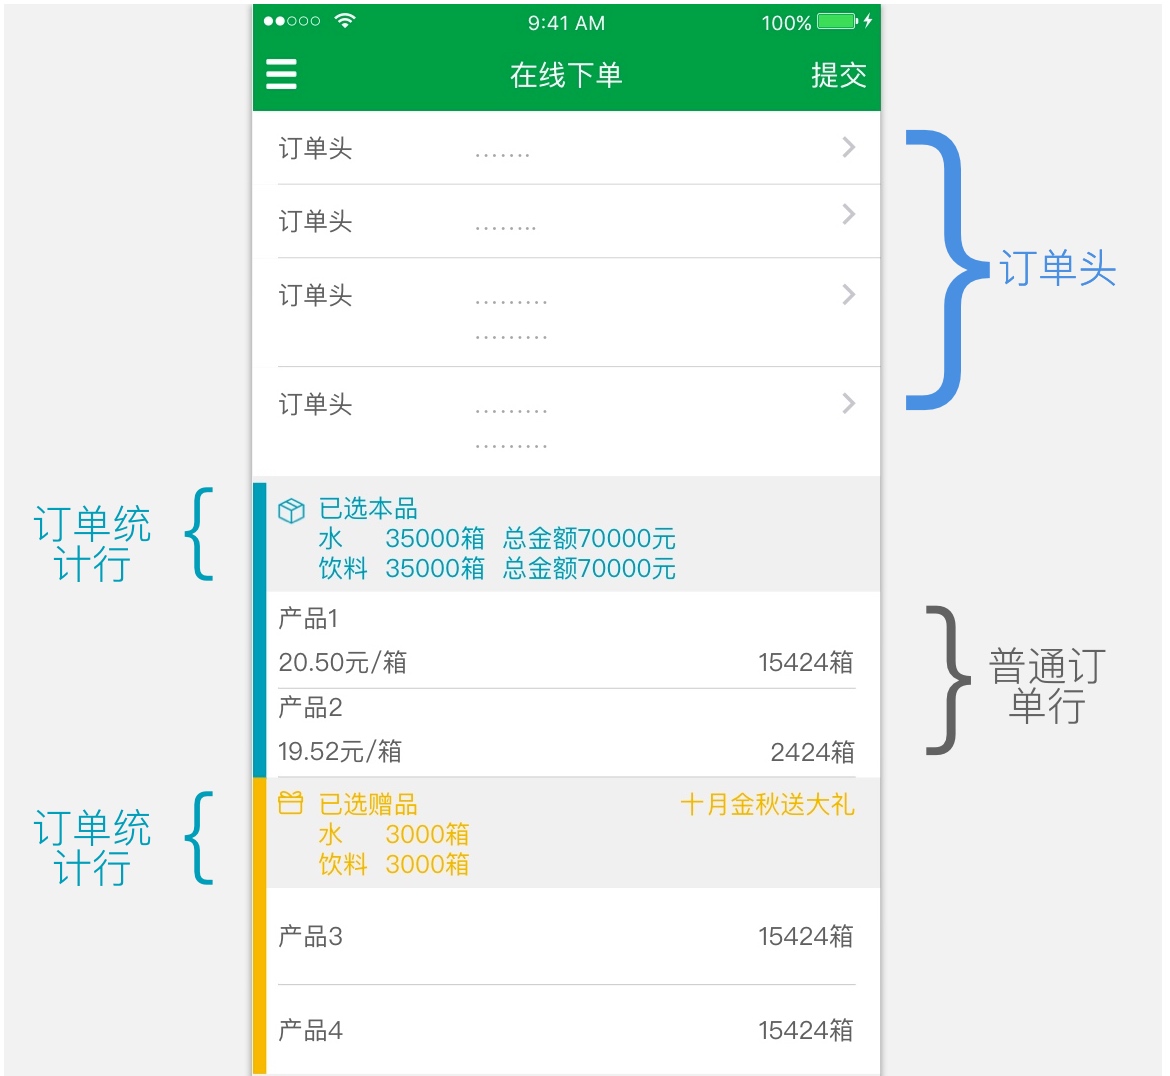 9:41 AM 100%
在线下单 提交
订单头 .......
订单头 ........
订单头 .........
.........
订单头 .........
.........
订单头
订单统
计行
已选本品
水 35000箱 总金额70000元
饮料 35000箱 总金额70000元
产品1
20.50元/箱 15424箱
产品2
19.52元/箱 2424箱
普通订
单行
订单统
计行
已选赠品 十月金秋送大礼
水 3000箱
饮料 3000箱
产品3 15424箱
产品4 15424箱